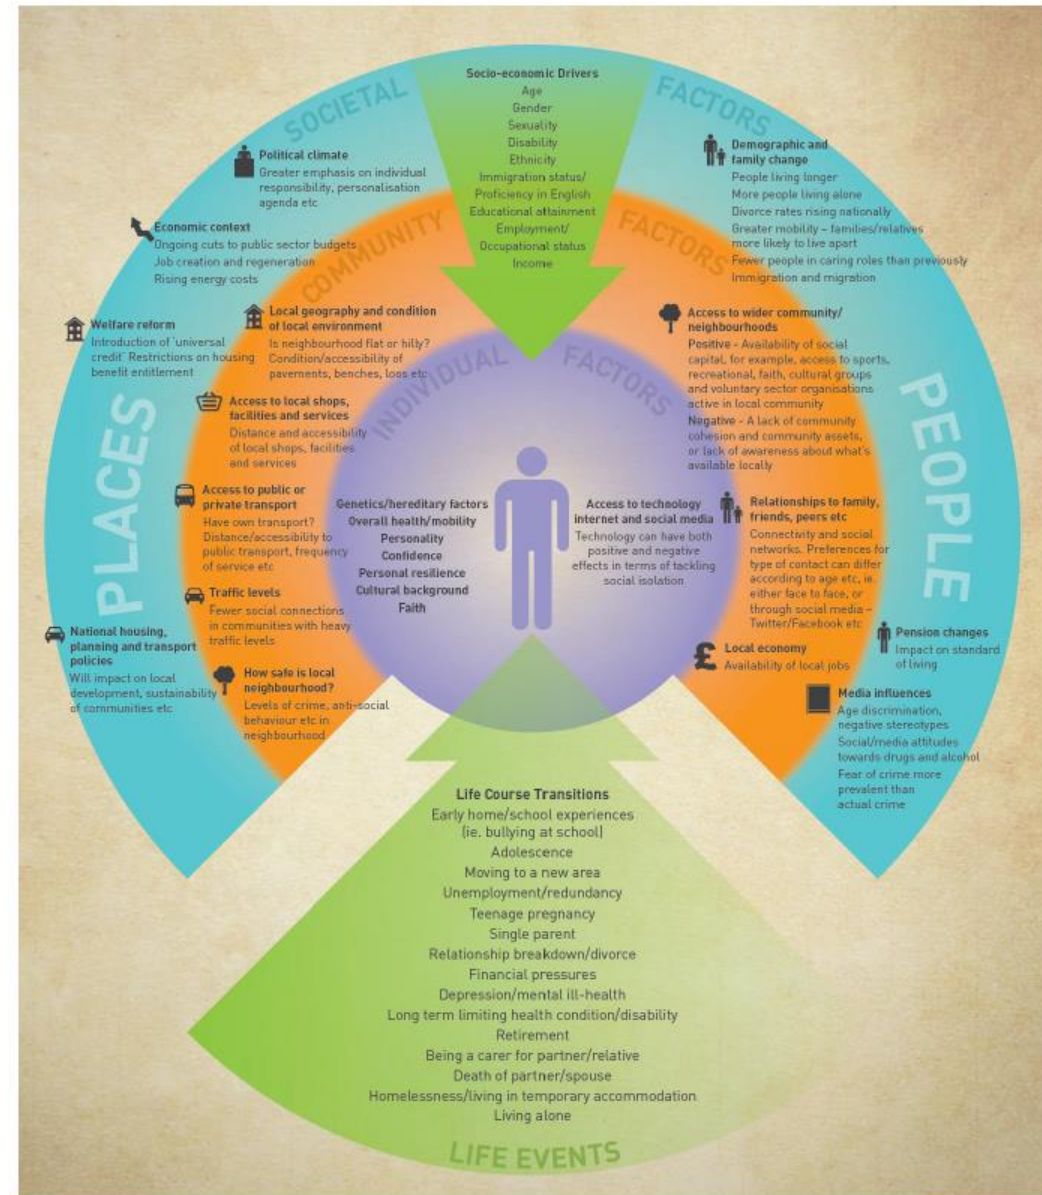 SOCIETAL
FACTORS
Socio-economic Drivers
Age
Gender
Sexuality
Disability
Ethnicity
Immigration status/
Proficiency in English
Educational attainment
Employment/
Occupational status
Income
Political climate
Greater emphasis on individual
responsibility, personalisation
agenda etc
Economic context
Ongoing cuts to public sector budgets
Job creation and regeneration
Rising energy costs
Welfare reform
Introduction of 'universal
credit' Restrictions on housing
benefit entitlement
PLACES
National housing,
planning and transport
policies
Will impact on local
development, sustainability
of communities etc
Demographic and
family change
People living longer
More people living alone
Divorce rates rising nationally
Greater mobility – families/relatives
more likely to live apart
Fewer people in caring roles than previously
Immigration and migration
PEOPLE
Pension changes
Impact on standard
of living
Media influences
Age discrimination,
negative stereotypes
Social/media attitudes
towards drugs and alcohol
Fear of crime more
prevalent than
actual crime
COMMUNITY
FACTORS
Local geography and condition
of local environment
Is neighbourhood flat or hilly?
Condition/accessibility of
pavements, benches, loos etc
Access to local shops,
facilities and services
Distance and accessibility
of local shops, facilities
and services
Access to public or
private transport
Have own transport?
Distance/accessibility to
public transport, frequency
of service etc
Traffic levels
Fewer social connections
in communities with heavy
traffic levels
How safe is local
neighbourhood?
Levels of crime, anti-social
behaviour etc in
neighbourhood
Access to wider community/
neighbourhoods
Positive - Availability of social
capital, for example, access to sports,
recreational, faith, cultural groups
and voluntary sector organisations
active in local community
Negative - A lack of community
cohesion and community assets,
or lack of awareness about what's
available locally
Relationships to family,
friends, peers etc
Connectivity and social
networks. Preferences for
type of contact can differ
according to age etc, ie.
either face to face, or
through social media –
Twitter/Facebook etc
£
Local economy
Availability of local jobs
INDIVIDUAL
FACTORS
Genetics/hereditary factors
Overall health/mobility
Personality
Confidence
Personal resilience
Cultural background
Faith
Access to technology
internet and social media
Technology can have both
positive and negative
effects in terms of tackling
social isolation
Life Course Transitions
Early home/school experiences
(ie. bullying at school)
Adolescence
Moving to a new area
Unemployment/redundancy
Teenage pregnancy
Single parent
Relationship breakdown/divorce
Financial pressures
Depression/mental ill-health
Long term limiting health condition/disability
Retirement
Being a carer for partner/relative
Death of partner/spouse
Homelessness/living in temporary accommodation
Living alone
LIFE EVENTS